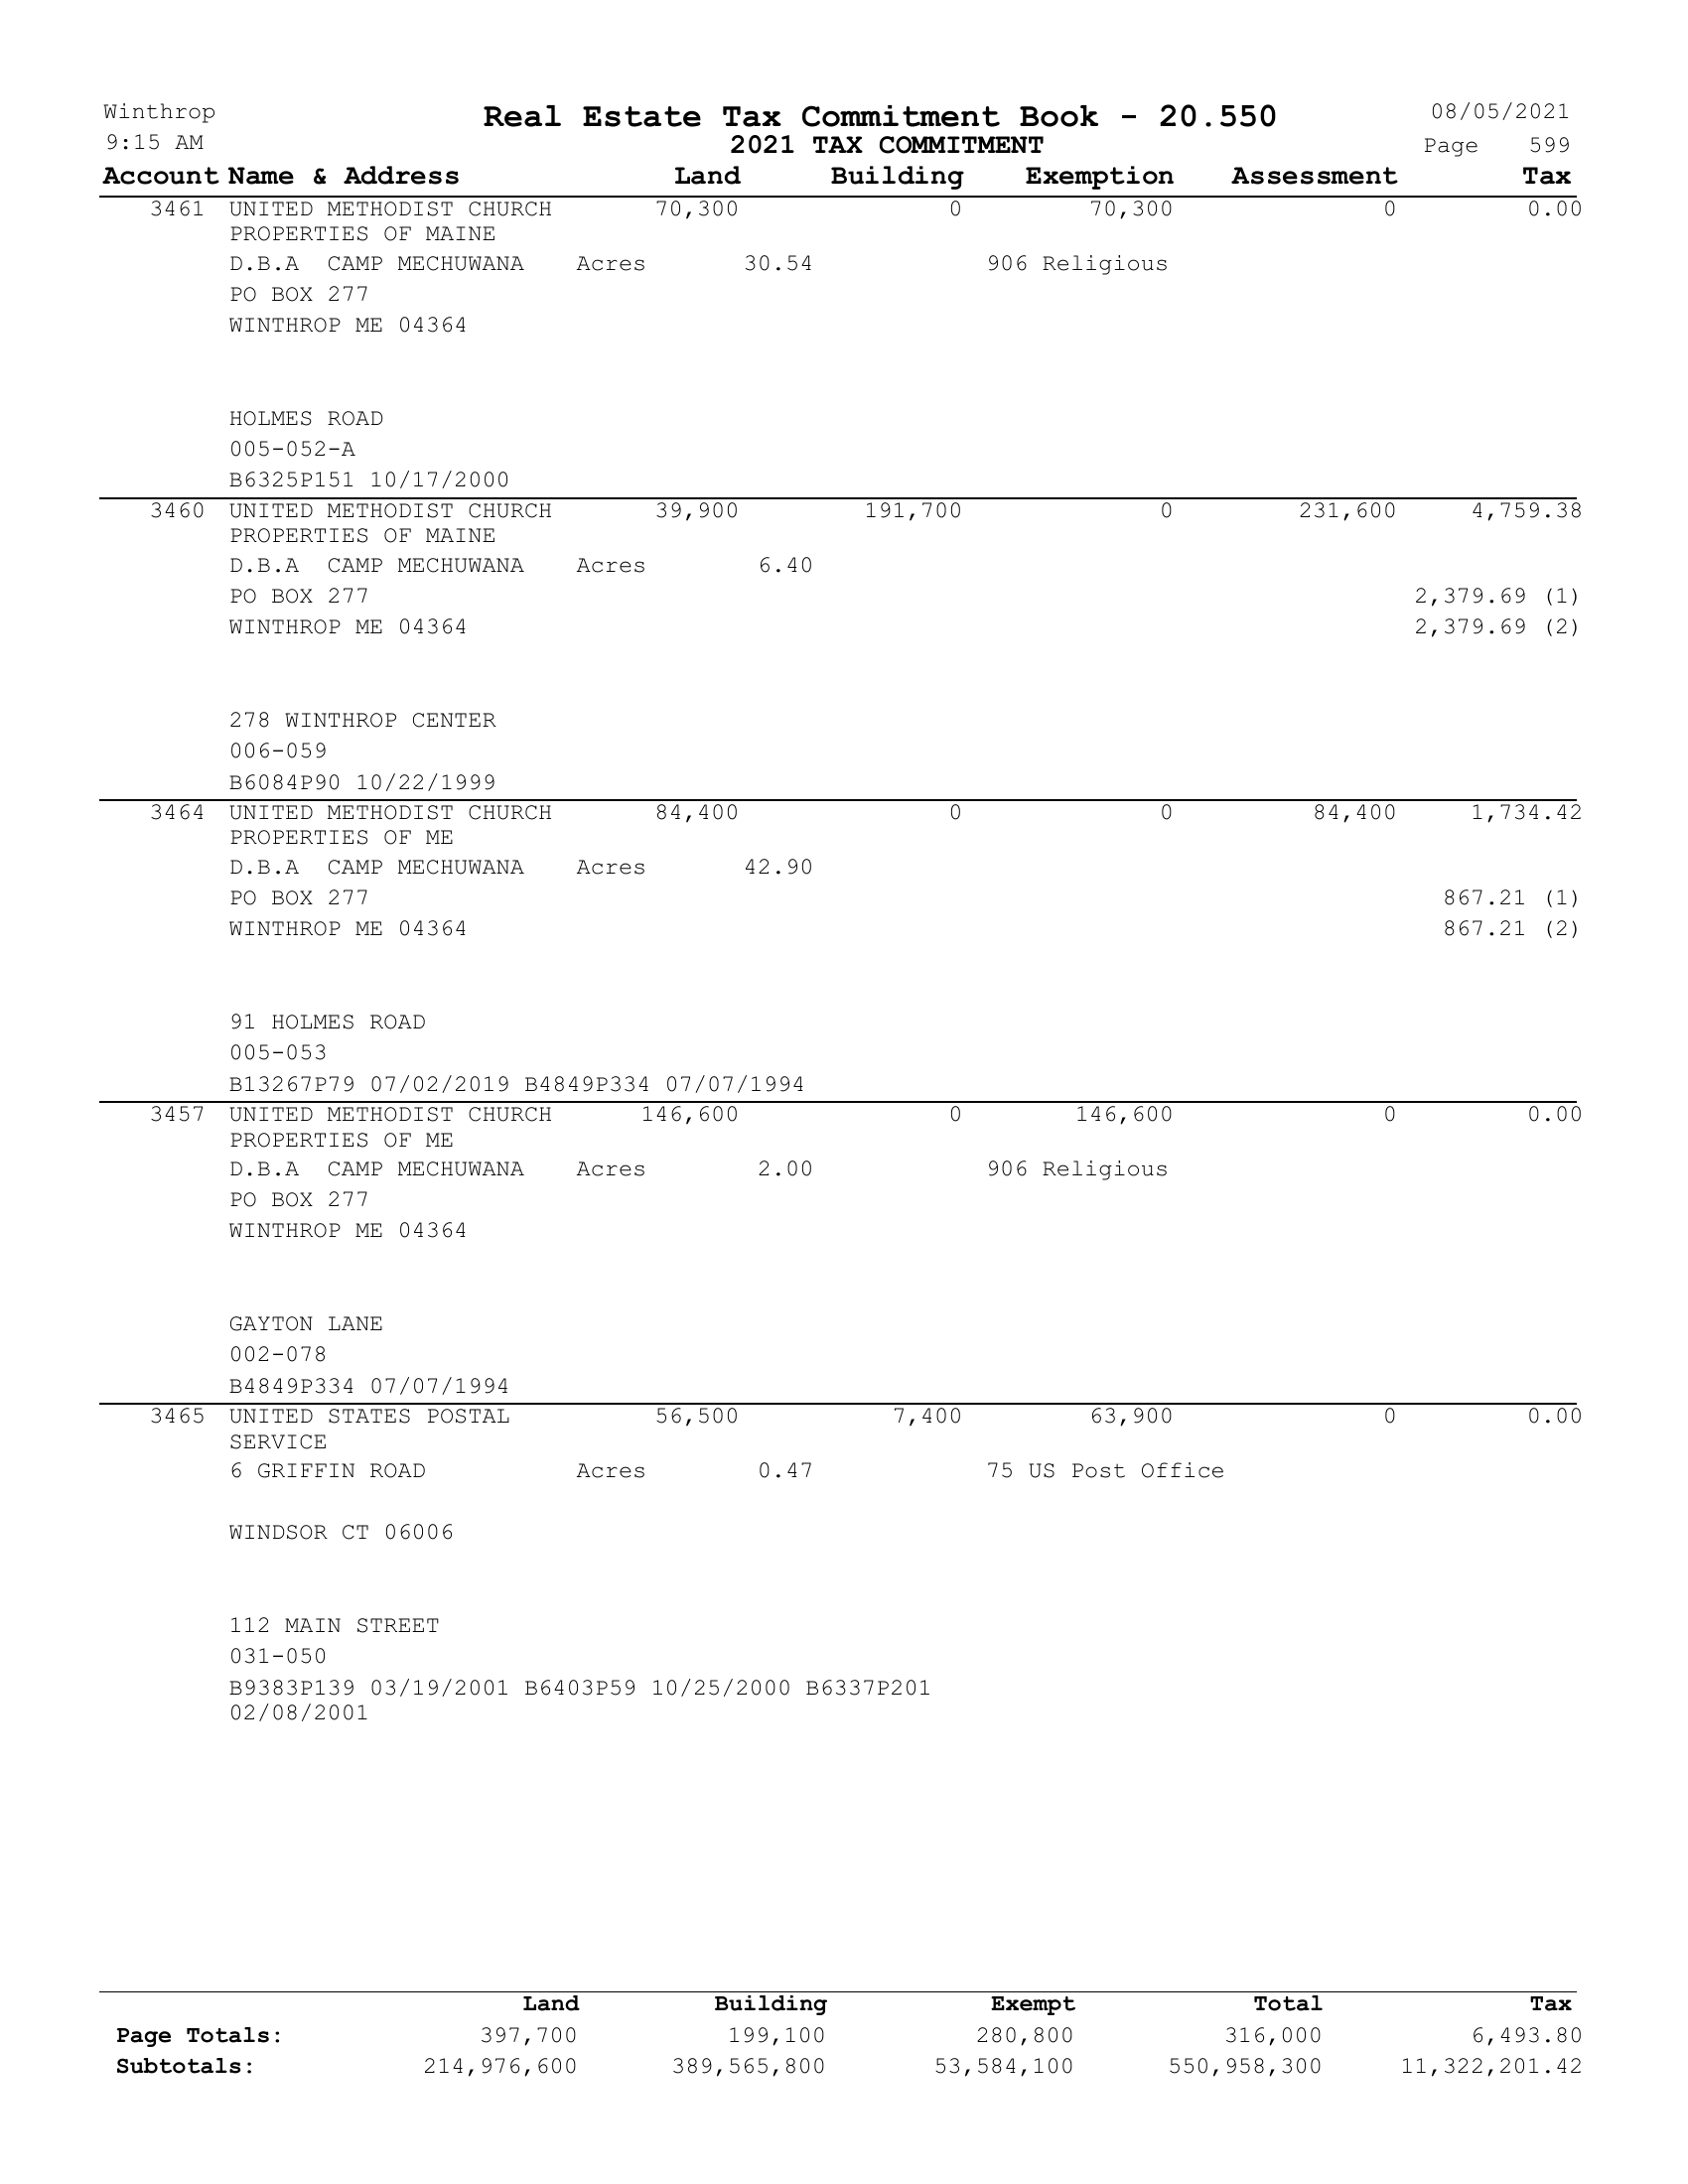 Winthrop Real Estate Tax Commitment Book - 20.550 08/05/2021
9:15 AM 2021 TAX COMMITMENT Page 599
Account Name & Address Land Building Exemption Assessment Tax
3461 UNITED METHODIST CHURCH 70,300 0 70,300 0 0.00
PROPERTIES OF MAINE
D.B.A CAMP MECHUWANA Acres 30.54 906 Religious
PO BOX 277
WINTHROP ME 04364
HOLMES ROAD
005-052-A
B6325P151 10/17/2000
3460 UNITED METHODIST CHURCH 39,900 191,700 0 231,600 4,759.38
PROPERTIES OF MAINE
D.B.A CAMP MECHUWANA Acres 6.40
PO BOX 277 2,379.69 (1)
WINTHROP ME 04364 2,379.69 (2)
278 WINTHROP CENTER
006-059
B6084P90 10/22/1999
3464 UNITED METHODIST CHURCH 84,400 0 0 84,400 1,734.42
PROPERTIES OF ME
D.B.A CAMP MECHUWANA Acres 42.90
PO BOX 277 867.21 (1)
WINTHROP ME 04364 867.21 (2)
91 HOLMES ROAD
005-053
B13267P79 07/02/2019 B4849P334 07/07/1994
3457 UNITED METHODIST CHURCH 146,600 0 146,600 0 0.00
PROPERTIES OF ME
D.B.A CAMP MECHUWANA Acres 2.00 906 Religious
PO BOX 277
WINTHROP ME 04364
GAYTON LANE
002-078
B4849P334 07/07/1994
3465 UNITED STATES POSTAL 56,500 7,400 63,900 0 0.00
SERVICE
6 GRIFFIN ROAD Acres 0.47 75 US Post Office
WINDSOR CT 06006
112 MAIN STREET
031-050
B9383P139 03/19/2001 B6403P59 10/25/2000 B6337P201
02/08/2001
Land Building Exempt Total Tax
Page Totals: 397,700 199,100 280,800 316,000 6,493.80
Subtotals: 214,976,600 389,565,800 53,584,100 550,958,300 11,322,201.42